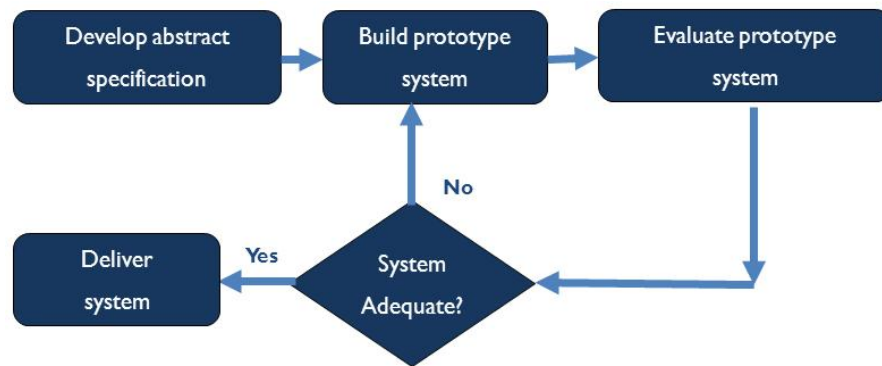 Develop abstract
specification
Build prototype
system
Evaluate prototype
system
No
System
Adequate?
Yes
Deliver
system